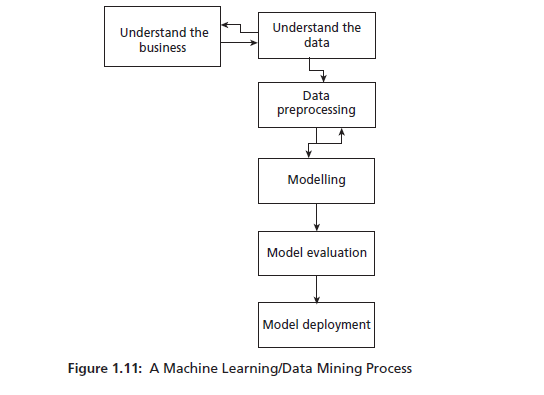 Understand the
business
Understand the
data
Data
preprocessing
Modelling
Model evaluation
Model deployment
Figure 1.11: A Machine Learning/Data Mining Process